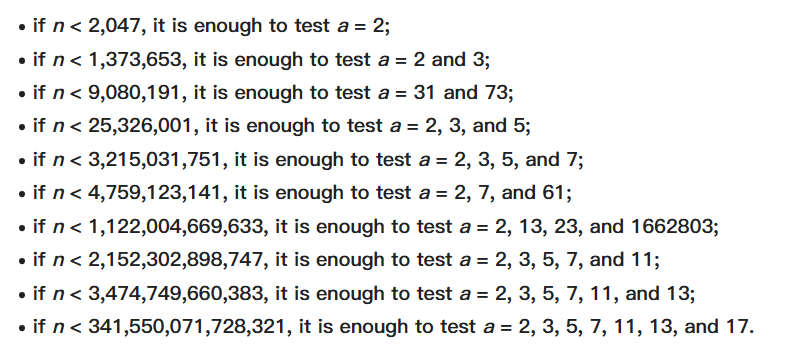 • if n < 2,047, it is enough to test a = 2;
• if n < 1,373,653, it is enough to test a = 2 and 3;
• if n < 9,080,191, it is enough to test a = 31 and 73;
• if n < 25,326,001, it is enough to test a = 2, 3, and 5;
• if n < 3,215,031,751, it is enough to test a = 2, 3, 5, and 7;
• if n < 4,759,123,141, it is enough to test a = 2, 7, and 61;
• if n < 1,122,004,669,633, it is enough to test a = 2, 13, 23, and 1662803;
• if n < 2,152,302,898,747, it is enough to test a = 2, 3, 5, 7, and 11;
• if n < 3,474,749,660,383, it is enough to test a = 2, 3, 5, 7, 11, and 13;
• if n < 341,550,071,728,321, it is enough to test a = 2, 3, 5, 7, 11, 13, and 17.